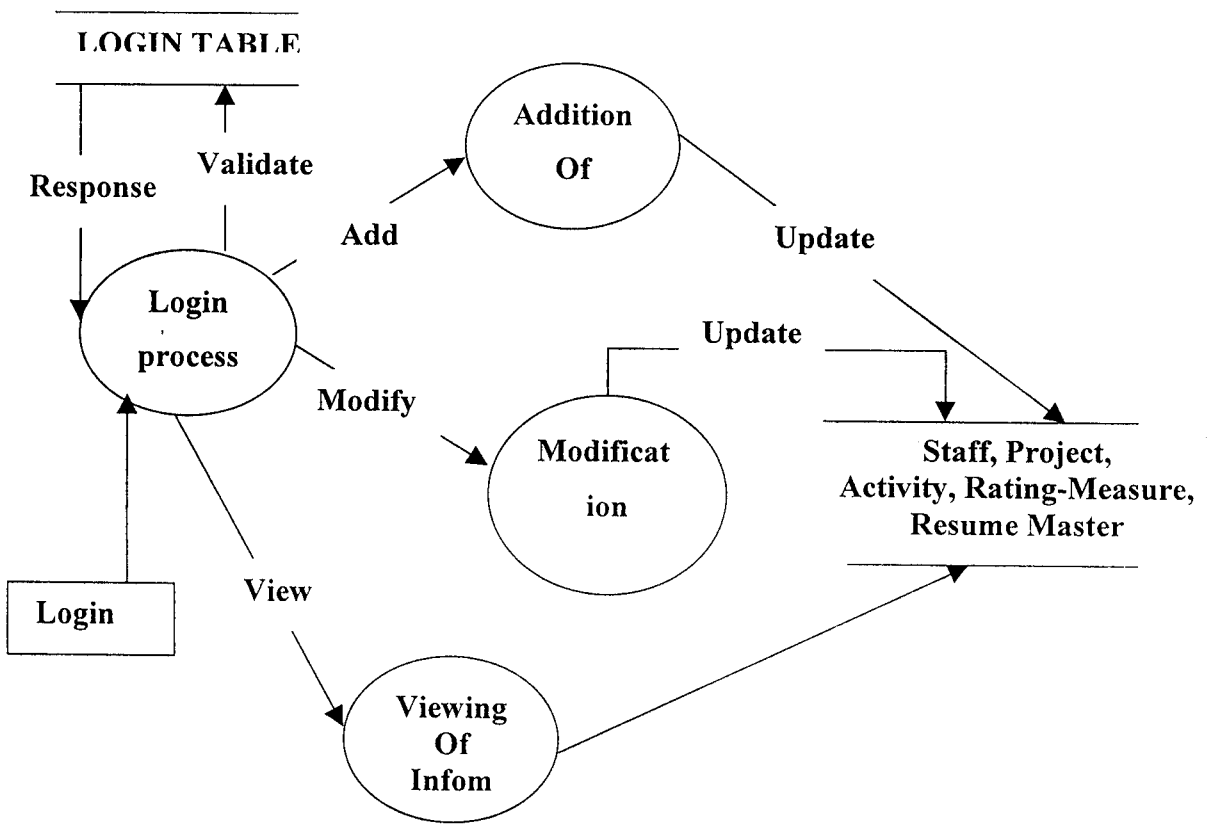 LOGIN TABLE
Response
Validate
Addition
Of
Add
Update
Login
process
Update
Modify
Modificat
ion
Staff, Project,
Activity, Rating-Measure,
Resume Master
Login
View
Viewing
Of
Infom